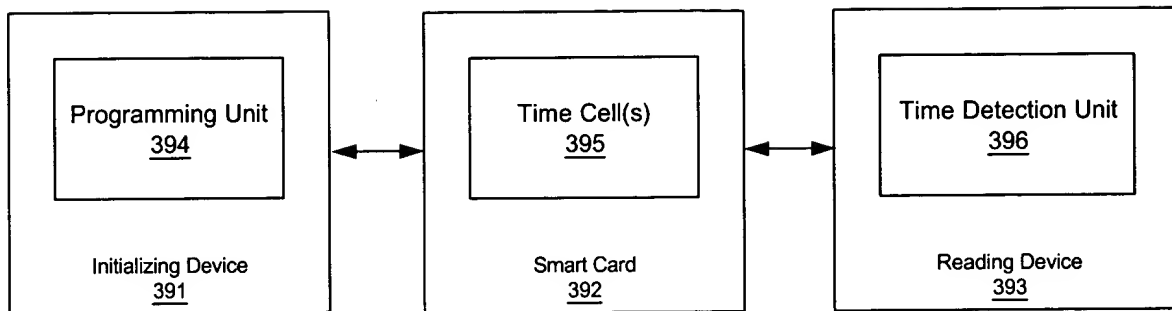 Programming Unit
394
Initializing Device
391
Time Cell(s)
395
Smart Card
392
Time Detection Unit
396
Reading Device
393